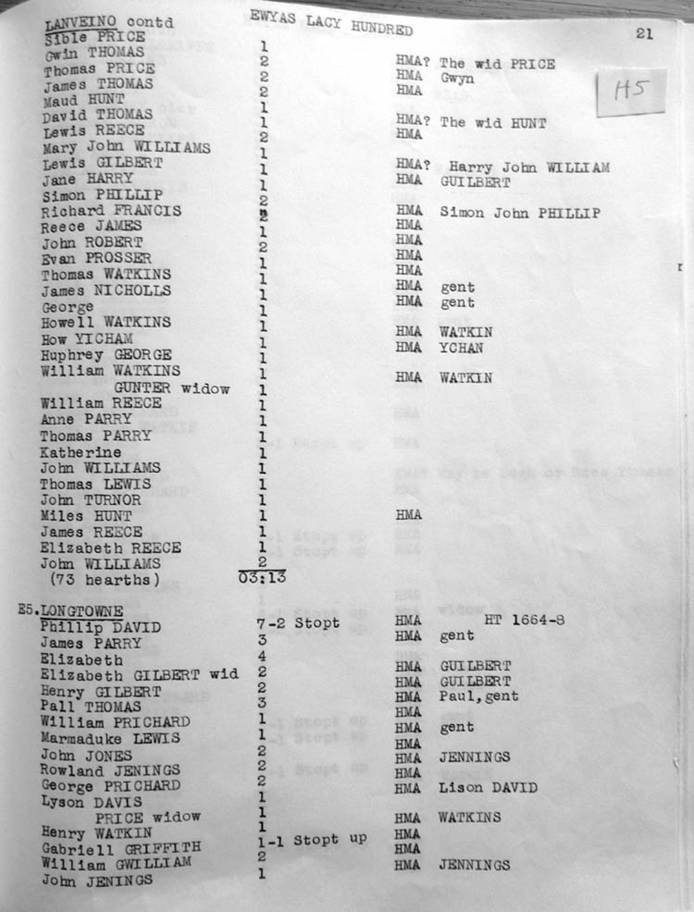 EWYAS LACY HUNDRED 21
H5
LANVEINO contd
Sible PRICE 1 HMA? The wid PRICE
Gwin THOMAS 2 HMA Gwyn
Thomas PRICE 2 HMA
James THOMAS 2
Maud HUNT 1 HMA? The wid HUNT
David THOMAS 1 HMA
Lewis REECE 2
Mary John WILLIAMS 1 HMA? Harry John WILLIAM
Lewis GILBERT 1 HMA GUILBERT
Jane HARRY 1
Simon PHILLIP 2 HMA Simon John PHILLIP
Richard FRANCIS 2 HMA
Reece JAMES 1 HMA
John ROBERT 2 HMA
Evan PROSSER 1 HMA
Thomas WATKINS 1 HMA gent
James NICHOLLS 1 HMA gent
George 1
Howell WATKINS 1 HMA WATKIN
How YICHAM 1 HMA YCHAN
Huphrey GEORGE 1
William WATKINS 1 HMA WATKIN
GUNTER widow 1
William REECE 1
Anne PARRY 1
Thomas PARRY 1
Katherine 1
John WILLIAMS 1
Thomas LEWIS 1
John TURNOR 1
Miles HUNT 1 HMA
James REECE 1
Elizabeth REECE 1
John WILLIAMS 2
(73 hearths) 03:13
E5.LONGTOWNE
Phillip DAVID 7-2 Stopt HMA HT 1664-8
James PARRY 3 HMA gent
Elizabeth 4
Elizabeth GILBERT wid 2 HMA GUILBERT
Henry GILBERT 2 HMA GUILBERT
Pall THOMAS 3 HMA Paul,gent
William PRICHARD 1 HMA
Marmaduke LEWIS 1 HMA gent
John JONES 2 HMA
Rowland JENINGS 2 HMA JENNINGS
George PRICHARD 2 HMA
Lyson DAVIS 1 HMA Lison DAVID
PRICE widow 1
Henry WATKIN 1 HMA WATKINS
Gabriell GRIFFITH 1-1 Stopt up HMA
William GWILLIAM 2 HMA
John JENINGS 1 HMA JENNINGS